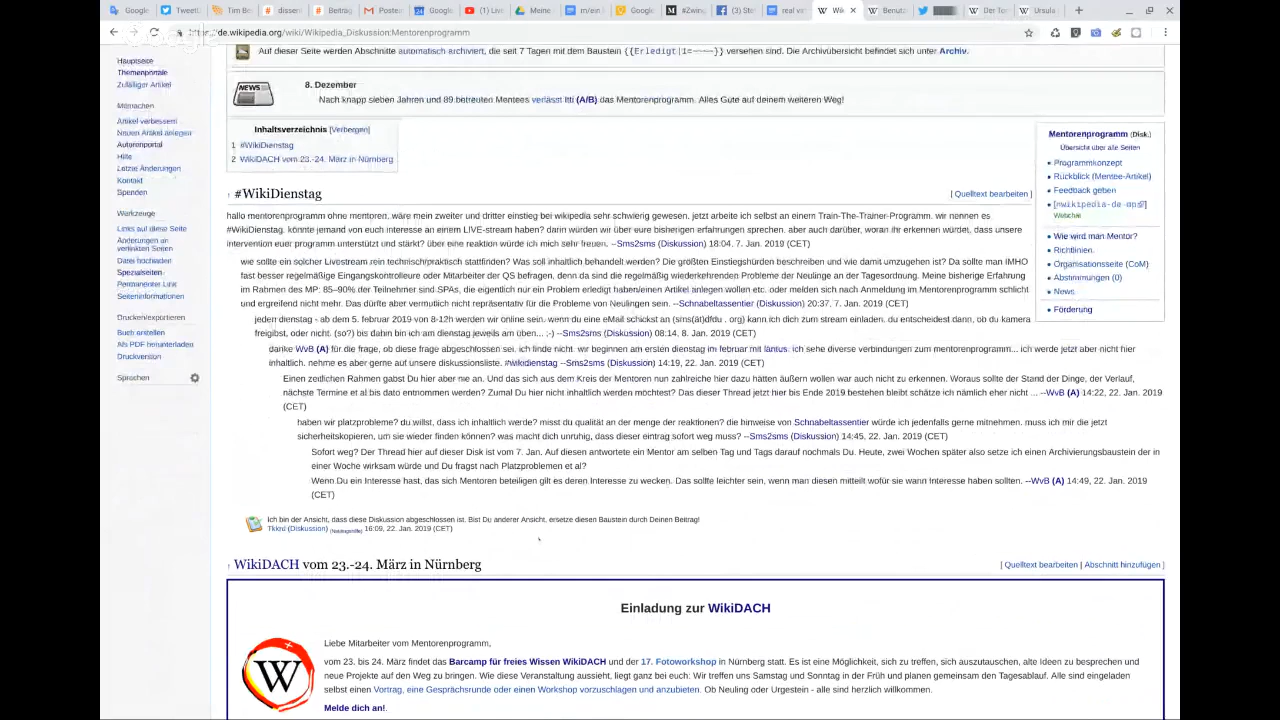 Google
TweetD
Tim Be
disser
Beitrag
Postei
Google
(1) Live
Meine
m/ein
Google
#Zwing
(3) Ste
real vir
Wik
Benutz
Der To
Ursula
https://de.wikipedia.org/wiki/Wikipedia_Diskussion:Mentorenprogramm
Hauptseite
Themenportale
Zufälliger Artikel
Mitmachen
Artikel verbessern
Neuen Artikel anlegen
Autorenportal
Hilfe
Letzte Änderungen
Kontakt
Spenden
Werkzeuge
Links auf diese Seite
Änderungen an
verlinkten Seiten
Datei hochladen
Spezialseiten
Permanenter Link
Seiteninformationen
Drucken/exportieren
Buch erstellen
Als PDF herunterladen
Druckversion
Sprachen
Auf dieser Seite werden Abschnitte automatisch archiviert, die seit 7 Tagen mit dem Baustein {{Erledigt|1=~~~~}} versehen sind. Die Archivübersicht befindet sich unter Archiv.
NEWS
8. Dezember
Nach knapp sieben Jahren und 89 betreuten Mentees verlässt Itti (A/B) das Mentorenprogramm. Alles Gute auf deinem weiteren Weg!
Inhaltsverzeichnis [Verbergen]
1 #WikiDienstag
2 WikiDACH vom 23.-24. März in Nürnberg
Mentorenprogramm (Disk.)
Übersicht über alle Seiten
Programmkonzept
Rückblick (Mentee-Artikel)
Feedback geben
Webchat
Wie wird man Mentor?
Richtlinien
Organisationsseite (CoM)
Abstimmungen (0)
News
Förderung
#WikiDienstag
[ Quelltext bearbeiten ]
hallo mentorenprogramm ohne mentoren, wäre mein zweiter und dritter einstieg bei wikipedia sehr schwierig gewesen. jetzt arbeite ich selbst an einem Train-The-Trainer-Programm. wir nennen es
#WikiDienstag. könnte jemand von euch interesse an einem LIVE-stream haben? darin würden wir über eure bisherigen erfahrungen sprechen. aber auch darüber, woran ihr erkennen würdet, dass unsere
intervention euer programm unterstützt und stärkt? über eine reaktion würde ich mich sehr freuen. --Sms2sms (Diskussion) 18:04, 7. Jan. 2019 (CET)
wie sollte ein solcher Livestream rein technisch/praktisch stattfinden? Was soll inhaltlich behandelt werden? Die größten Einstiegshürden beschreiben und wie damit umzugehen ist? Da sollte man IMHO
fast besser regelmäßige Eingangskontrolleure oder Mitarbeiter der QS befragen, denn da sind die regelmäßig wiederkehrenden Probleme der Neulinge an der Tagesordnung. Meine bisherige Erfahrung
im Rahmen des MP: 85–90% der Teilnehmer sind SPAs, die eigentlich nur ein Problem erledigt haben/einen Artikel anlegen wollen etc. oder melden sich nach Anmeldung im Mentorenprogramm schlicht
und ergreifend nicht mehr. Das dürfte aber vermutlich nicht repräsentativ für die Probleme von Neulingen sein. --Schnabeltassentier (Diskussion) 20:37, 7. Jan. 2019 (CET)
jeden dienstag - ab dem 5. februar 2019 von 8-12h werden wir online sein. wenn du eine eMail schickst an (sms(ät)dfdu . org) kann ich dich zum stream einladen. du entscheidest dann, ob du kamera
freigibst, oder nicht. (so?) bis dahin bin ich am dienstag jeweils am üben... ;-) --Sms2sms (Diskussion) 08:14, 8. Jan. 2019 (CET)
danke WvB (A) für die frage, ob diese frage abgeschlossen sei. ich finde nicht. wir beginnen am ersten dienstag im februar mit lantus. ich sehe diverse verbindungen zum mentorenprogramm... ich werde jetzt aber nicht hier
inhaltlich. nehme es aber gerne auf unsere diskussionsliste. #wikidienstag --Sms2sms (Diskussion) 14:19, 22. Jan. 2019 (CET)
Einen zeitlichen Rahmen gabst Du hier aber nie an. Und das sich aus dem Kreis der Mentoren nun zahlreiche hier dazu hätten äußern wollen war auch nicht zu erkennen. Woraus sollte der Stand der Dinge, der Verlauf,
nächste Termine et al bis dato entnommen werden? Zumal Du hier nicht inhaltlich werden möchtest? Das dieser Thread jetzt hier bis Ende 2019 bestehen bleibt schätze ich nämlich eher nicht ... --WvB (A) 14:22, 22. Jan. 2019
(CET)
haben wir platzprobleme? du willst, dass ich inhaltlich werde? misst du qualität an der menge der reaktionen? die hinweise von Schnabeltassentier würde ich jedenfalls gerne mitnehmen. muss ich mir die jetzt
sicherheitskopieren, um sie wieder finden können? was macht dich unruhig, dass dieser eintrag sofort weg muss? --Sms2sms (Diskussion) 14:45, 22. Jan. 2019 (CET)
Sofort weg? Der Thread hier auf dieser Disk ist vom 7. Jan. Auf diesen antwortete ein Mentor am selben Tag und Tags darauf nochmals Du. Heute, zwei Wochen später also setze ich einen Archivierungsbaustein der in
einer Woche wirksam würde und Du fragst nach Platzproblemen et al?
Wenn Du ein Interesse hast, das sich Mentoren beteiligen gilt es deren Interesse zu wecken. Das sollte leichter sein, wenn man diesen mitteilt wofür sie wann Interesse haben sollten. --WvB (A) 14:49, 22. Jan. 2019
(CET)
Ich bin der Ansicht, dass diese Diskussion abgeschlossen ist. Bist Du anderer Ansicht, ersetze diesen Baustein durch Deinen Beitrag!
Tkkrd (Diskussion) 16:09, 22. Jan. 2019 (CET)
WikiDACH vom 23.-24. März in Nürnberg
[ Quelltext bearbeiten | Abschnitt hinzufügen ]
Einladung zur WikiDACH
Liebe Mitarbeiter vom Mentorenprogramm,
vom 23. bis 24. März findet das Barcamp für freies Wissen WikiDACH und der 17. Fotoworkshop in Nürnberg statt. Es ist eine Möglichkeit, sich zu treffen, sich auszutauschen, alte Ideen zu besprechen und
neue Projekte auf den Weg zu bringen. Wie diese Veranstaltung aussieht, liegt ganz bei euch: Wir treffen uns Samstag und Sonntag in der Früh und planen gemeinsam den Tagesablauf. Alle sind eingeladen
selbst einen Vortrag, eine Gesprächsrunde oder einen Workshop vorzuschlagen und anzubieten. Ob Neuling oder Urgestein - alle sind herzlich willkommen.
Melde dich an!.